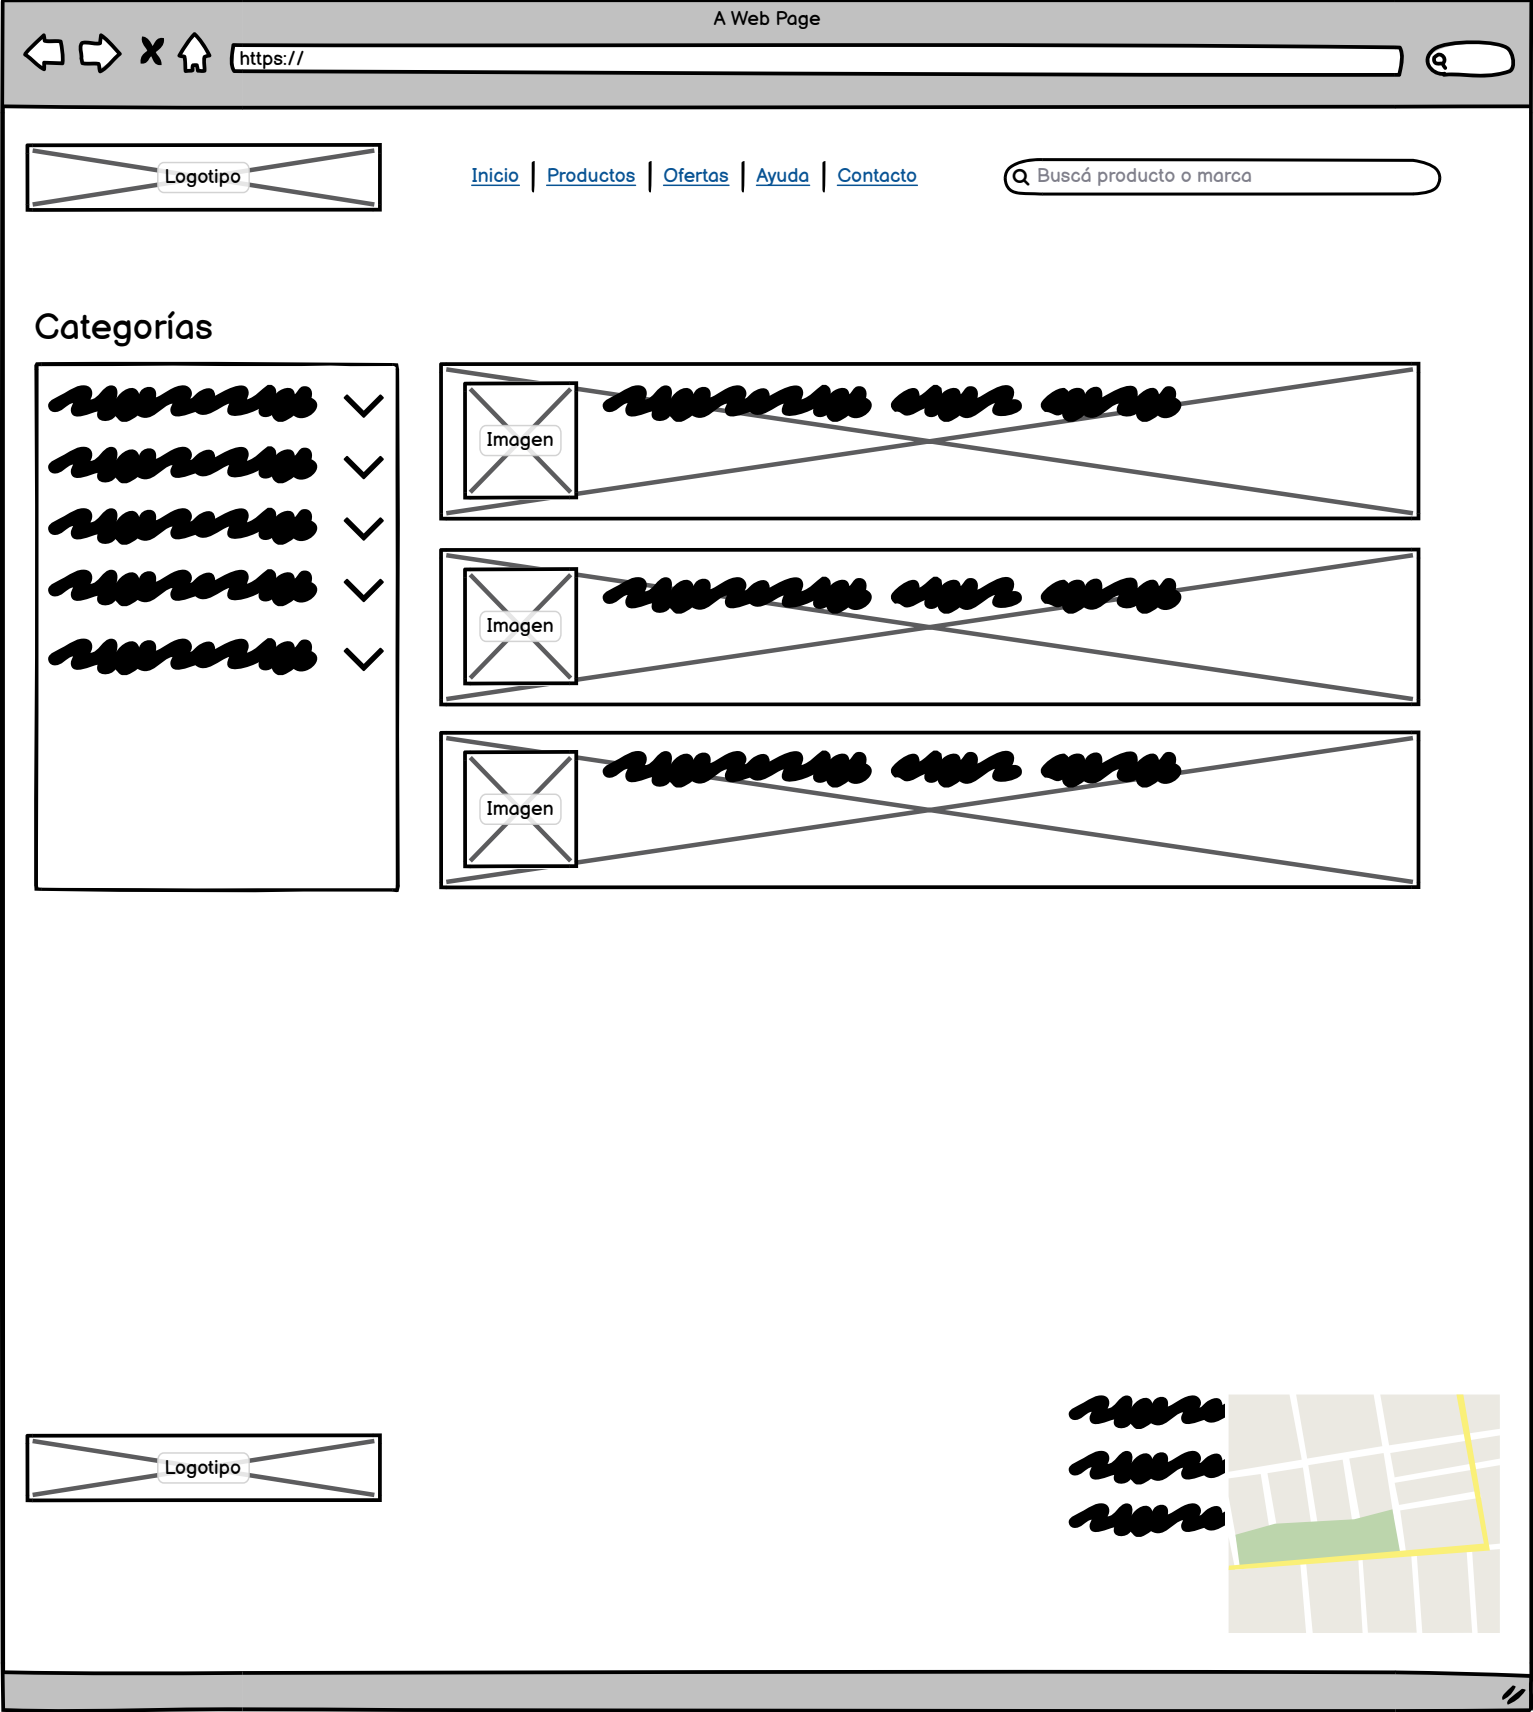 A Web Page
https://
Logotipo
Inicio Productos Ofertas Ayuda Contacto
Buscá producto o marca
Categorías
Imagen
Imagen
Imagen
Logotipo